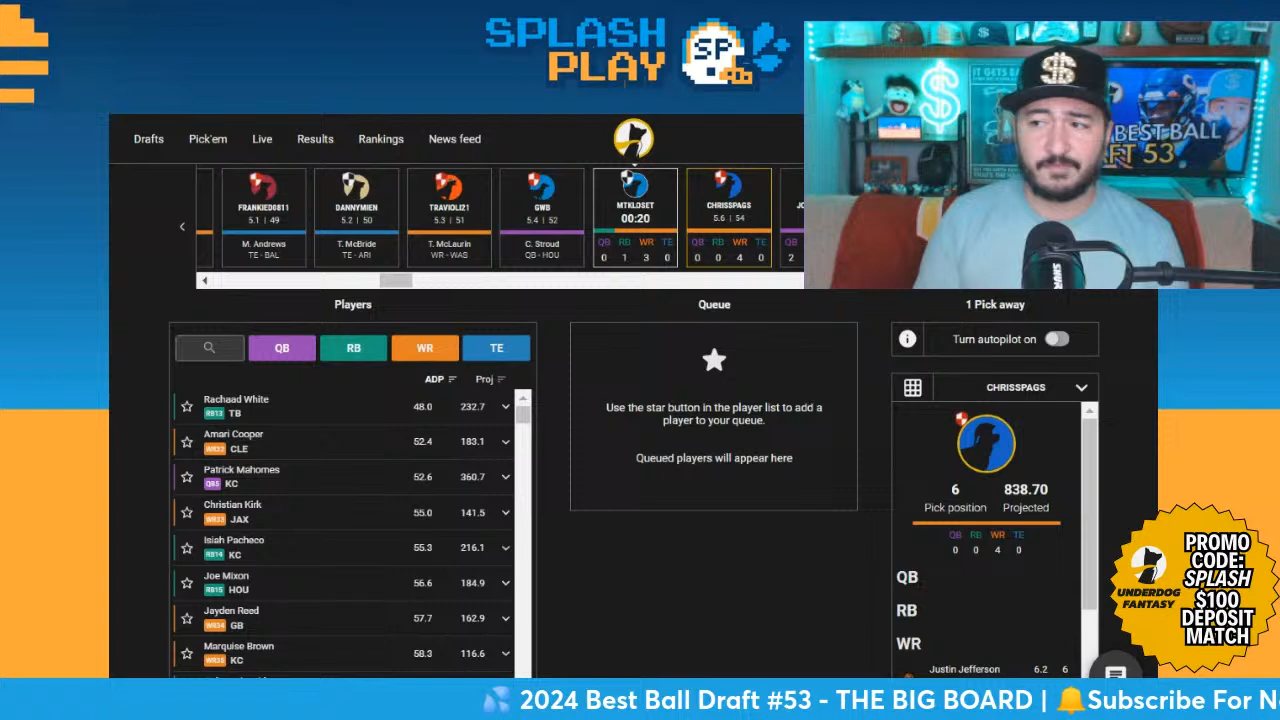 SPLASH
PLAY
SP
IT GETS
BEST BALL
FT 53
Drafts Pick'em Live Results Rankings News feed
FRANKIED0811
5.1 | 49
M. Andrews
TE - BAL
DANNYMIEN
5.2 | 50
T. McBride
TE - ARI
TRAVIOLI21
5.3 | 51
T. McLaurin
WR - WAS
GWB
5.4 | 52
C. Stroud
QB - HOU
MTKLOSET
00:20
QB RB WR TE
0 1 3 0
CHRISSPAGS
5.6 | 54
QB RB WR TE
0 0 4 0
QB
2
SHURE
Players
QB RB WR TE
ADP Proj
Rachaad White
RB13 TB
48.0 232.7
Amari Cooper
CLE
52.4 183.1
Patrick Mahomes
QB5 KC
52.6 360.7
Christian Kirk
WR33 JAX
55.0 141.5
Isiah Pacheco
RB14 KC
55.3 216.1
Joe Mixon
RB15 HOU
56.6 184.9
Jayden Reed
WR34 GB
57.7 162.9
Marquise Brown
WR35 KC
58.3 116.6
Queue
Use the star button in the player list to add a
player to your queue.
Queued players will appear here
1 Pick away
Turn autopilot on
CHRISSPAGS
6 838.70
Pick position Projected
QB RB WR TE
0 0 4 0
QB
RB
WR
Justin Jefferson 6.2 6
UNDERDOG
FANTASY
PROMO
CODE:
SPLASH
$100
DEPOSIT
MATCH
💦 2024 Best Ball Draft #53 - THE BIG BOARD | 🔔Subscribe For N